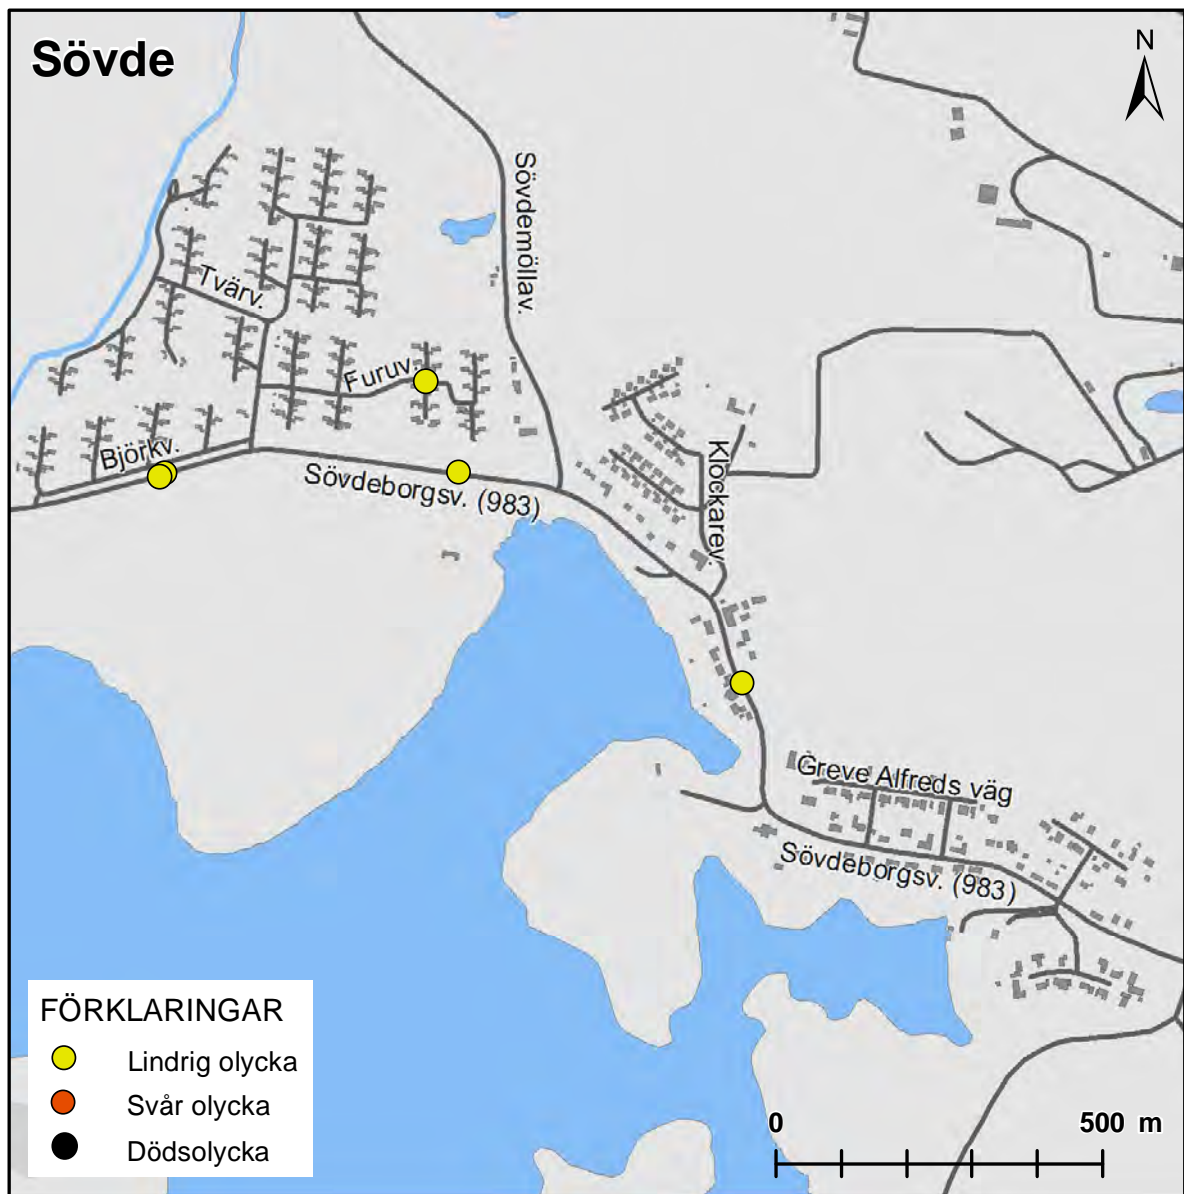 Sövde
N
Sövdemöllav.
Tvärv.
Furuv.
Björkv.
Sövdeborgsv. (983)
Klockarev.
Greve Alfreds väg
Sövdeborgsv. (983)
FÖRKLARINGAR
Lindrig olycka
Svår olycka
Dödsolycka
0 500 m